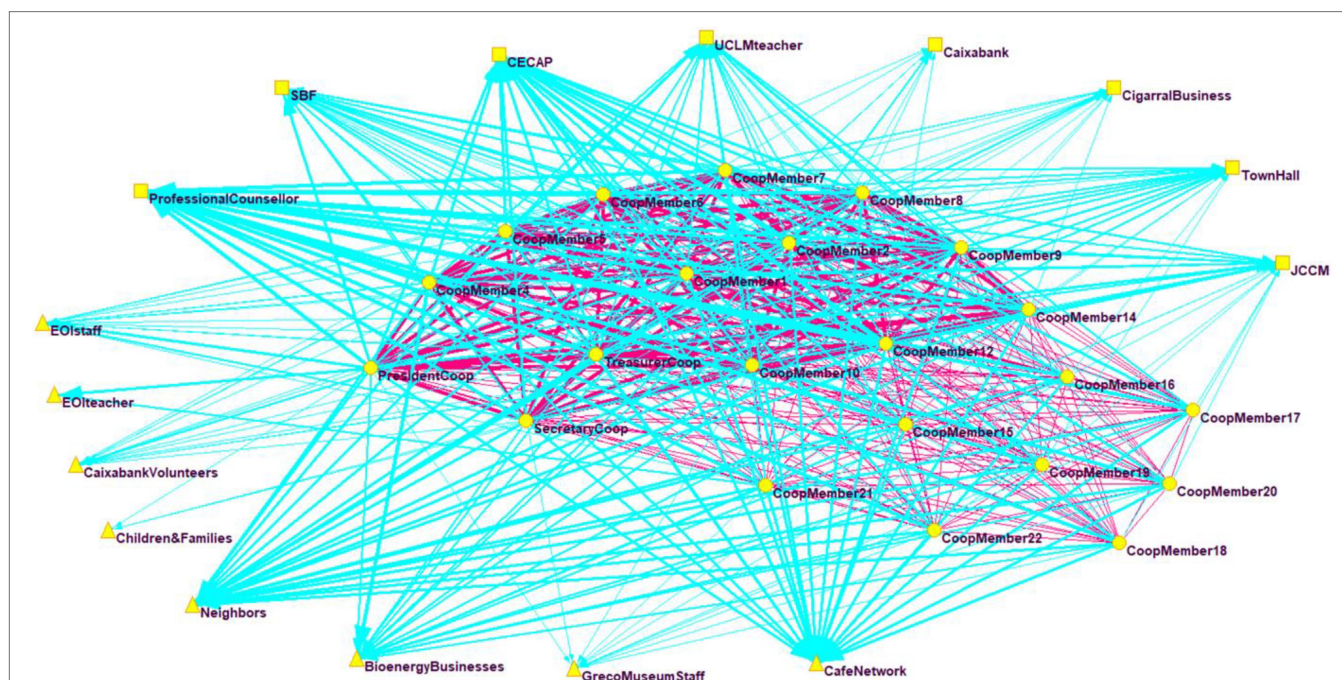 UCLMteacher
Caixabank
CECAP
SBF
CigarralBusiness
TownHall
CoopMember7
ProfessionalCounsellor
CoopMember6
CoopMember8
CoopMember5
CoopMember2
CoopMember9
JCCM
CoopMember1
CoopMember4
CoopMember14
EOIstaff
CoopMember12
TreasurerCoop
CoopMember10
PresidentCoop
CoopMember16
EOIteacher
CoopMember17
SecretaryCoop
CoopMember15
CaixabankVolunteers
CoopMember19
CoopMember21
CoopMember20
Children&Families
CoopMember22
CoopMember18
Neighbors
BioenergyBusinesses
CafeNetwork
GrecoMuseumStaff